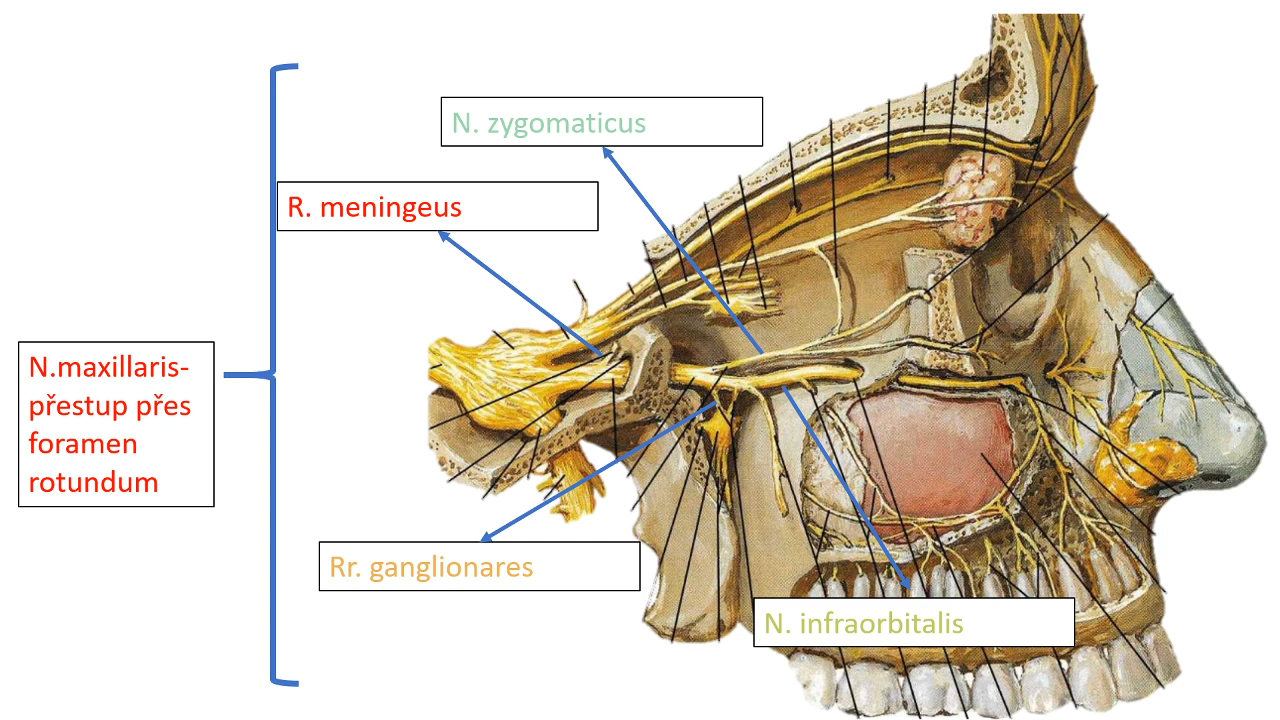 N. zygomaticus
R. meningeus
N.maxillaris-
přestup přes
foramen
rotundum
Rr. ganglionares
N. infraorbitalis